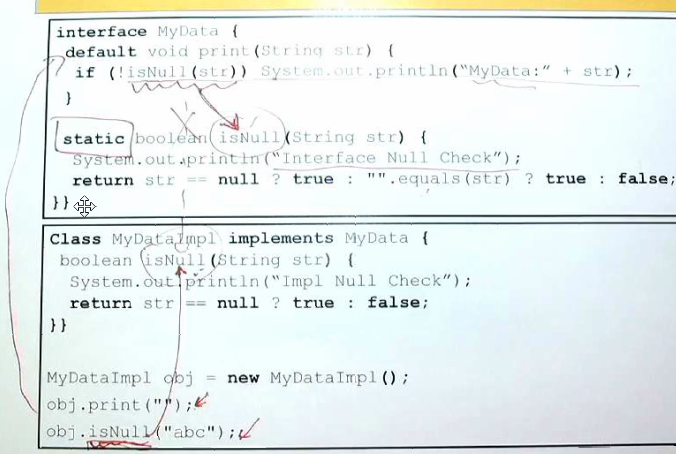 interface MyData {
default void print(String str) {
if (!isNull(str)) System.out.println(“MyData:” + str);
}
static boolean isNull(String str) {
System.out.println(“Interface Null Check”);
return str == null ? true : "".equals(str) ? true : false;
}}
Class MyDataImpl implements MyData {
boolean isNull(String str) {
System.out.println(“Impl Null Check”);
return str == null ? true : false;
}}
MyDataImpl obj = new MyDataImpl();
obj.print("");
obj.isNull("abc");